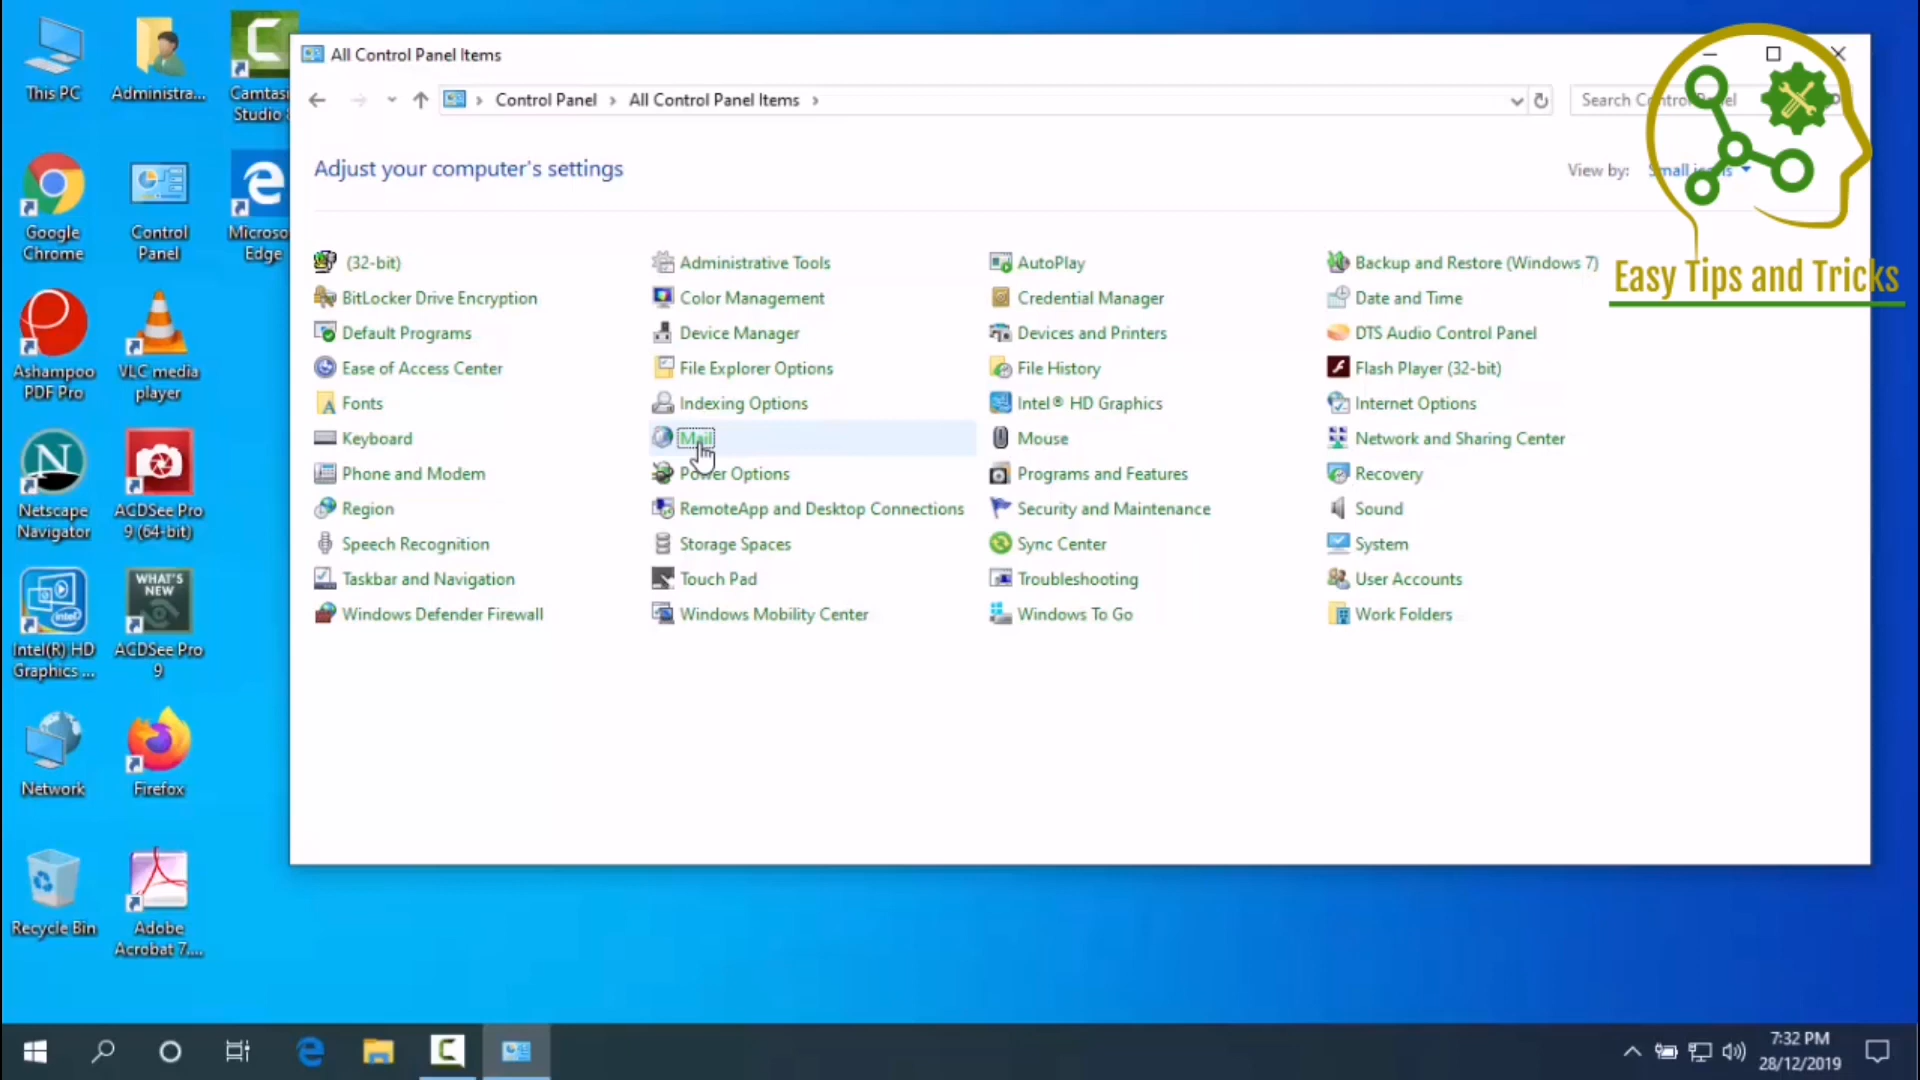 This PC
Administra...
Camtasi
Studio 8
Google
Chrome
Control
Panel
Microso
Edge
Ashampoo
PDF Pro
VLC media
player
Netscape
Navigator
ACDSee Pro
9 (64-bit)
Intel(R) HD
Graphics ...
WHAT'S
NEW
ACDSee Pro
9
Network
Firefox
Recycle Bin
Adobe
Acrobat 7....
All Control Panel Items
Control Panel > All Control Panel Items >
Search Control Panel
Adjust your computer's settings
View by: Small icons
(32-bit)
Administrative Tools
AutoPlay
Backup and Restore (Windows 7)
BitLocker Drive Encryption
Color Management
Credential Manager
Date and Time
Default Programs
Device Manager
Devices and Printers
DTS Audio Control Panel
Ease of Access Center
File Explorer Options
File History
Flash Player (32-bit)
Fonts
Indexing Options
Intel® HD Graphics
Internet Options
Keyboard
Mail
Mouse
Network and Sharing Center
Phone and Modem
Power Options
Programs and Features
Recovery
Region
RemoteApp and Desktop Connections
Security and Maintenance
Sound
Speech Recognition
Storage Spaces
Sync Center
System
Taskbar and Navigation
Touch Pad
Troubleshooting
User Accounts
Windows Defender Firewall
Windows Mobility Center
Windows To Go
Work Folders
Easy Tips and Tricks
7:32 PM
28/12/2019